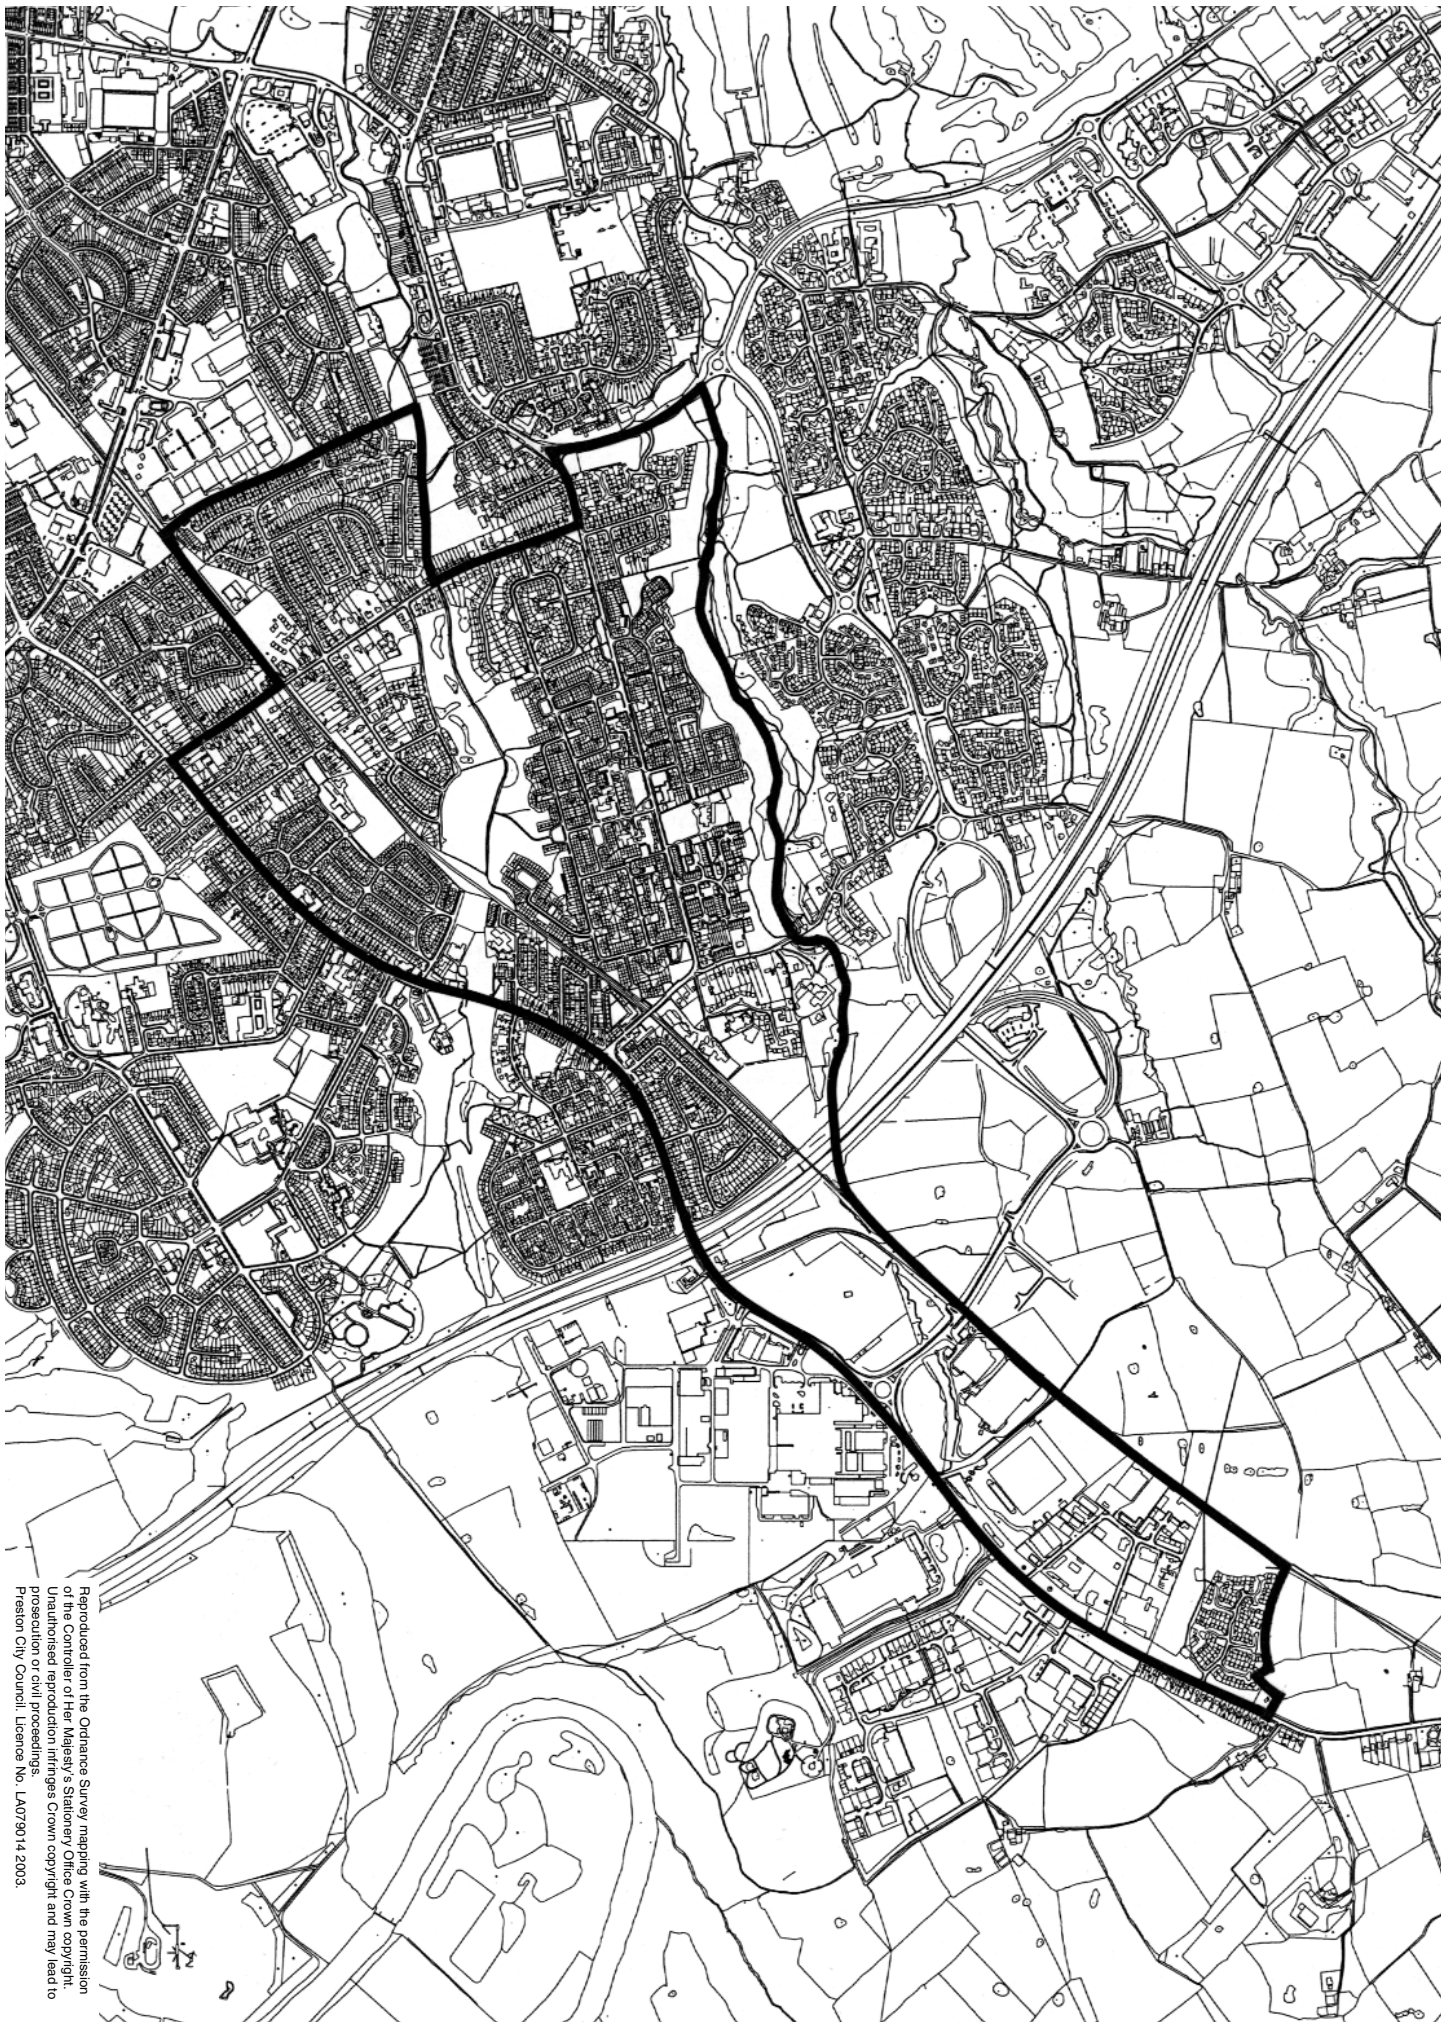 Reproduced from the Ordnance Survey mapping with the permission
of the Controller of Her Majesty's Stationery Office Crown copyright.
Unauthorised reproduction infringes Crown copyright and may lead to
prosecution or civil proceedings.
Preston City Council. Licence No. LA079014 2003.